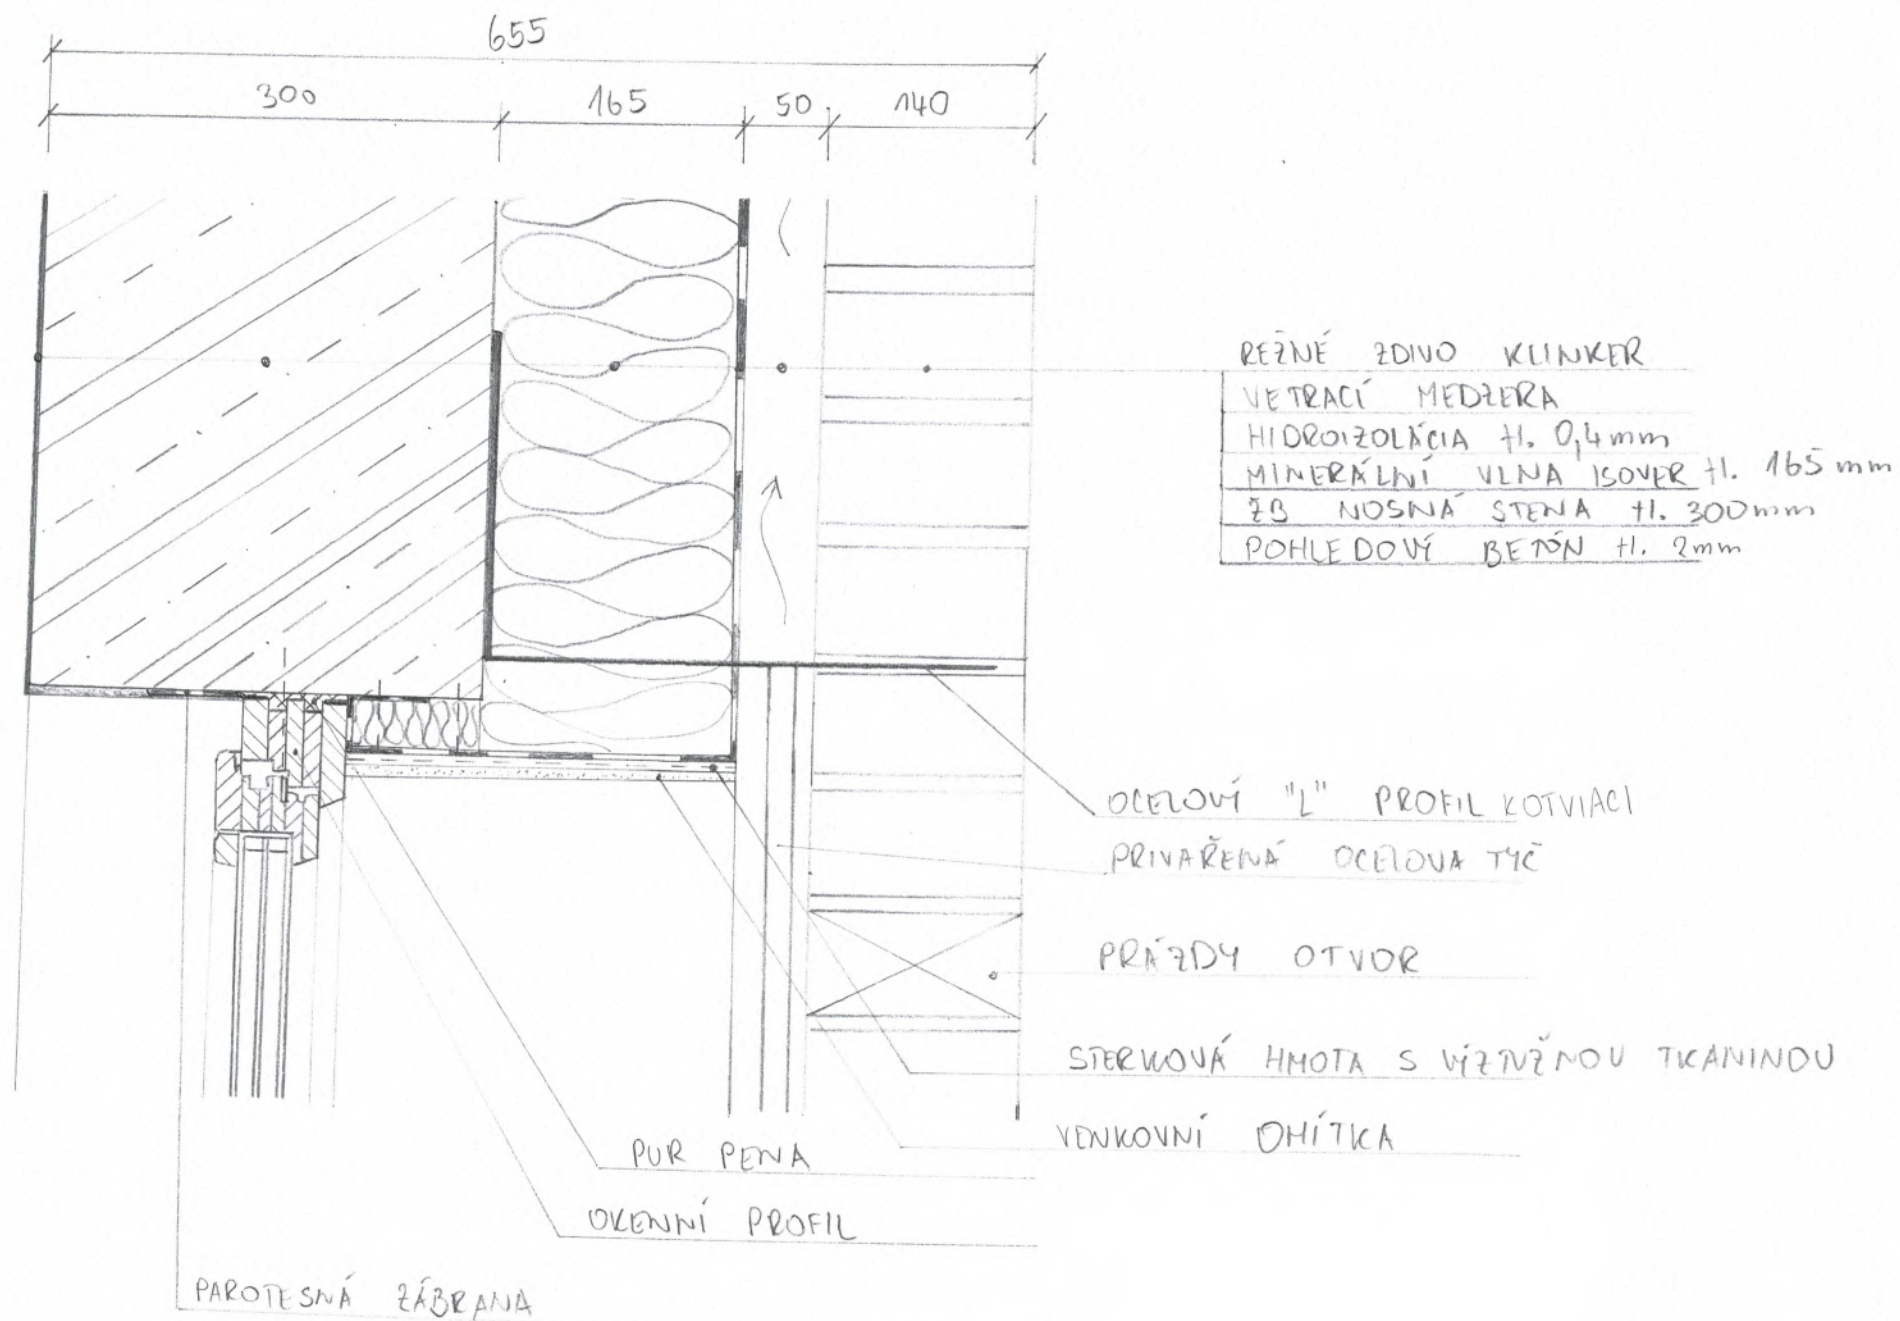 655
300 165 50 140
REŽNÉ ZDIVO KLINKER
VETRACÍ MEDZERA
HIDROIZOLÁCIA tl. 0,4mm
MINERÁLNÍ VLNA ISOVER tl. 165 mm
ŽB NOSNÁ STENA tl. 300mm
POHLEDOVÝ BETÓN tl. 2mm
OCELOVÝ "L" PROFIL KOTVIACI
PRIVAŘENÁ OCELOVA TYČ
PRÁZDY OTVOR
STERKOVÁ HMOTA S VÝZTUŽNOU TKANINOU
VENKOVNÍ OMÍTKA
PUR PENA
OKENNÍ PROFIL
PAROTESNÁ ZÁBRANA